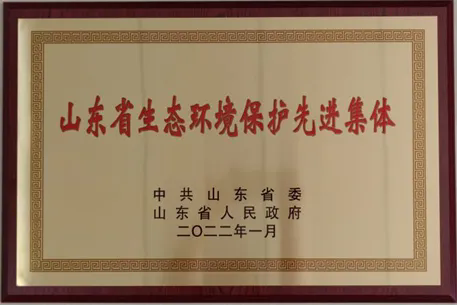 山东省生态环境保护先进集体
中共山东省委
山东省人民政府
二〇二二年一月